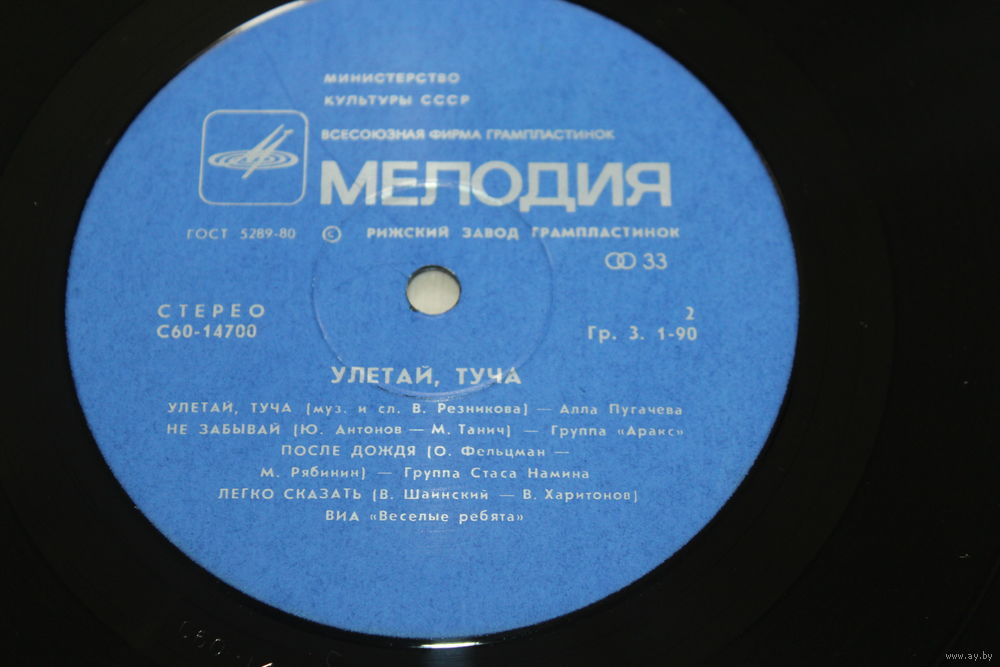 МИНИСТЕРСТВО
КУЛЬТУРЫ СССР
ВСЕСОЮЗНАЯ ФИРМА ГРАМПЛАСТИНОК
МЕЛОДИЯ
ГОСТ 5289-80 © РИЖСКИЙ ЗАВОД ГРАМПЛАСТИНОК
33
СТЕРЕО
С60-14700
2
Гр. 3. 1-90
УЛЕТАЙ, ТУЧА
УЛЕТАЙ, ТУЧА (муз. и сл. В. Резникова) — Алла Пугачева
НЕ ЗАБЫВАЙ (Ю. Антонов — М. Танич) — Группа «Аракс»
ПОСЛЕ ДОЖДЯ (О. Фельцман —
М. Рябинин) — Группа Стаса Намина
ЛЕГКО СКАЗАТЬ (В. Шаинский — В. Харитонов)
ВИА «Веселые ребята»
www.ay.by